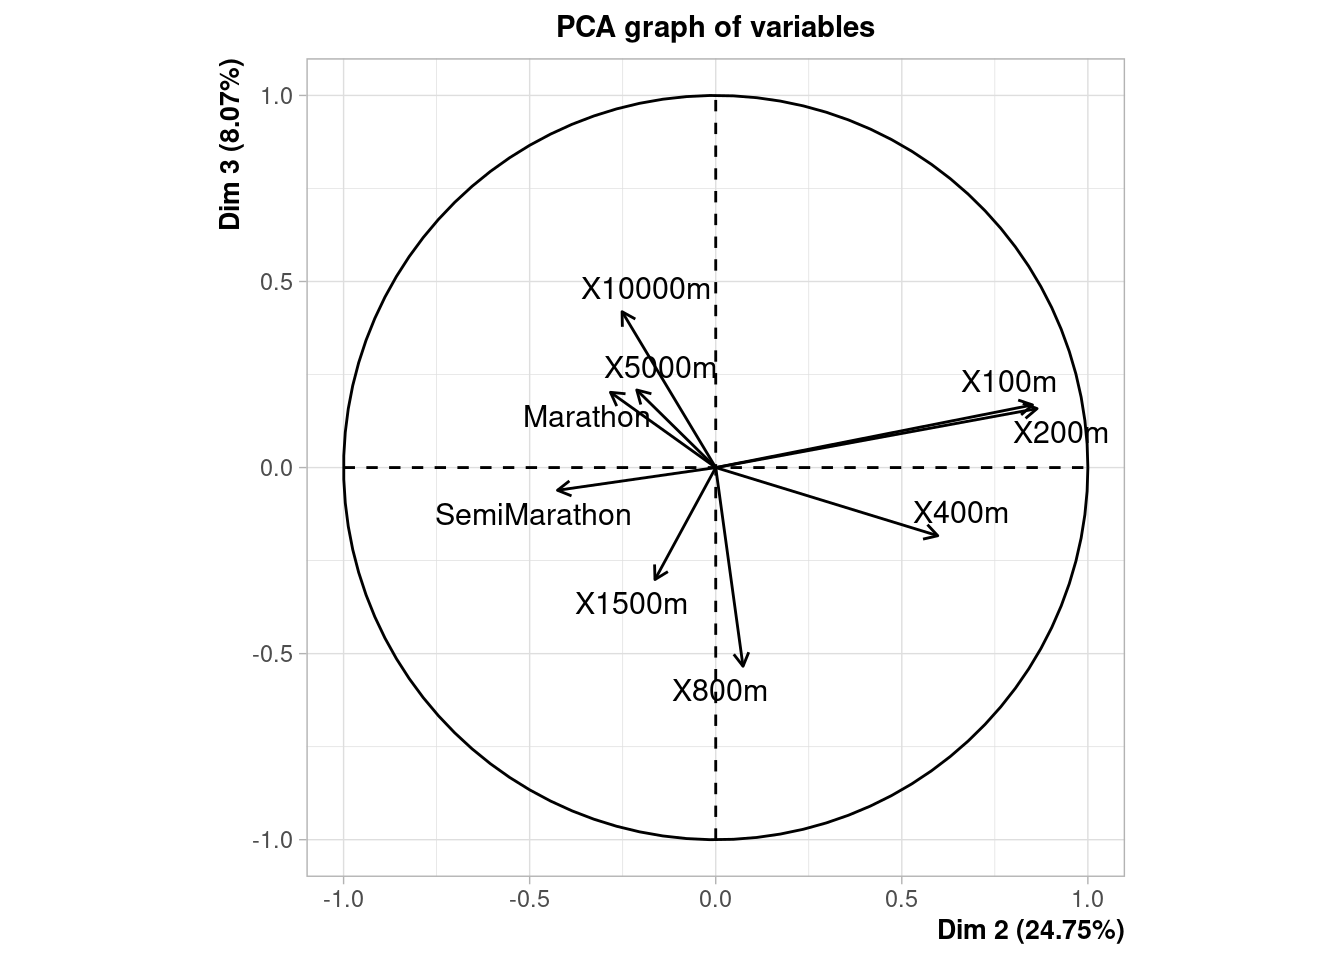 PCA graph of variables
Dim 3 (8.07%)
1.0
0.5
0.0
-0.5
-1.0
X10000m
X5000m
Marathon
SemiMarathon
X1500m
X800m
X100m
X200m
X400m
-1.0
-0.5
0.0
0.5
1.0
Dim 2 (24.75%)